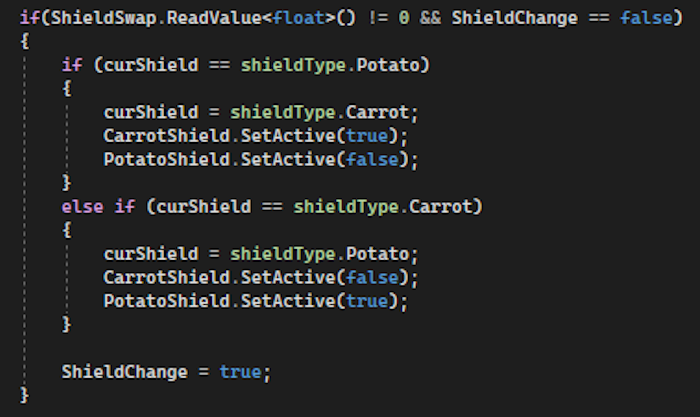 if(ShieldSwap.ReadValue<float>() != 0 && ShieldChange == false)
{
if (curShield == shieldType.Potato)
{
curShield = shieldType.Carrot;
CarrotShield.SetActive(true);
PotatoShield.SetActive(false);
}
else if (curShield == shieldType.Carrot)
{
curShield = shieldType.Potato;
CarrotShield.SetActive(false);
PotatoShield.SetActive(true);
}
ShieldChange = true;
}